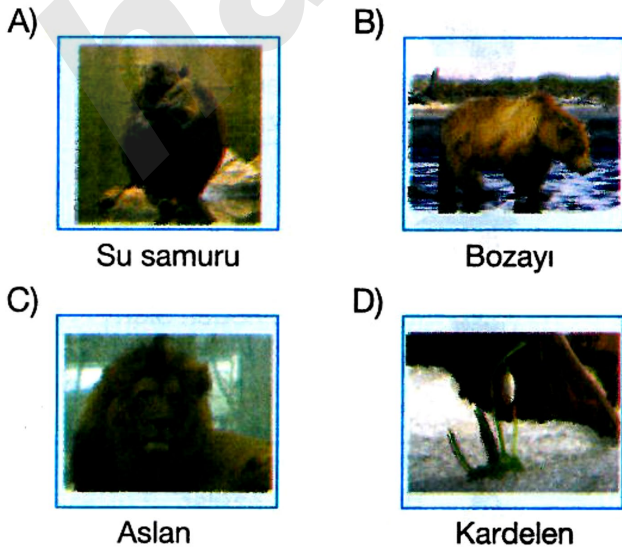 A)
B)
Su samuru
Bozayı
C)
D)
Aslan
Kardelen